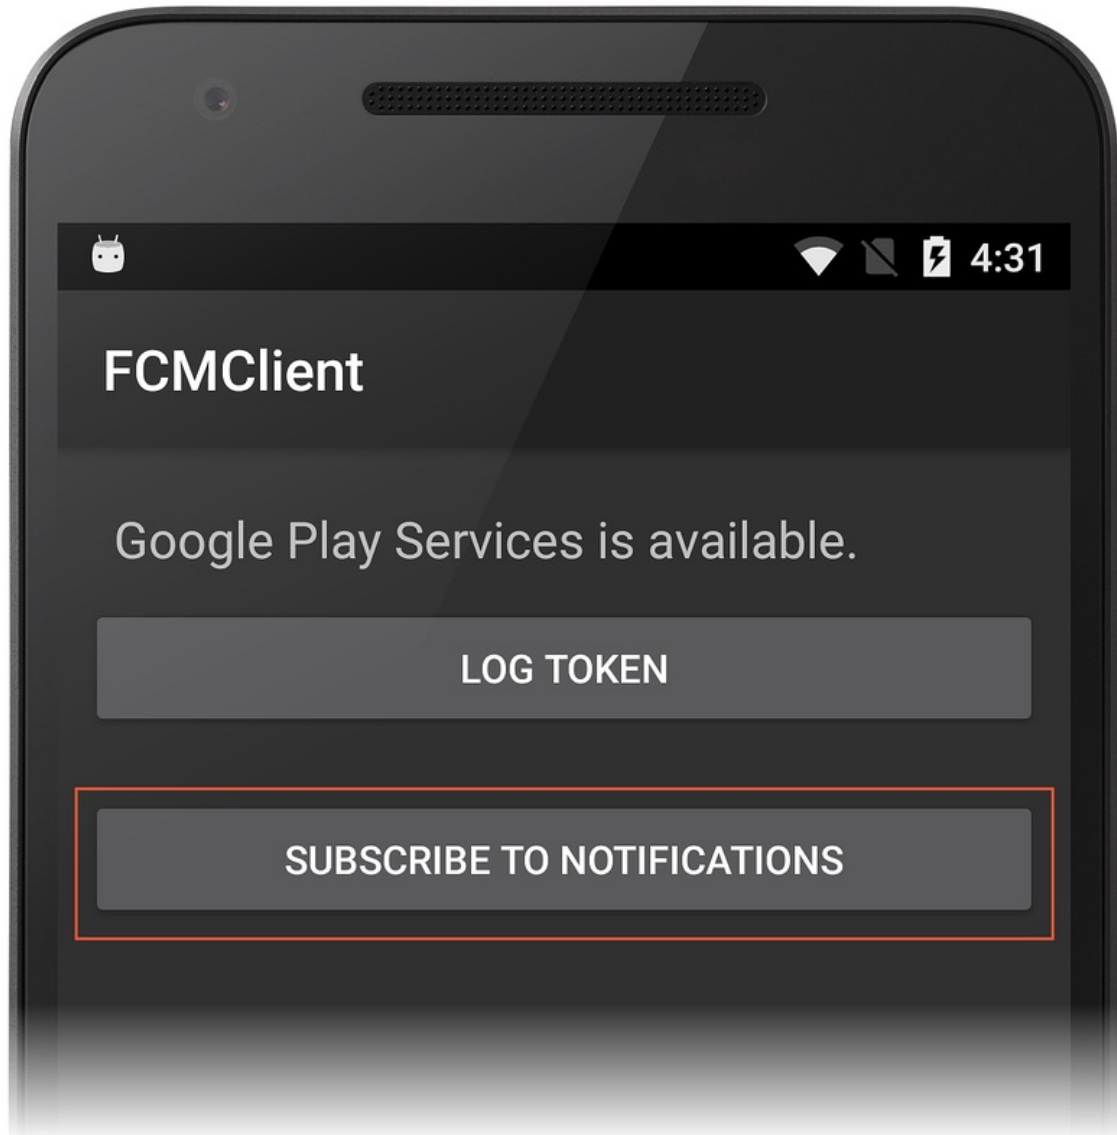 4:31
FCMClient
Google Play Services is available.
LOG TOKEN
SUBSCRIBE TO NOTIFICATIONS